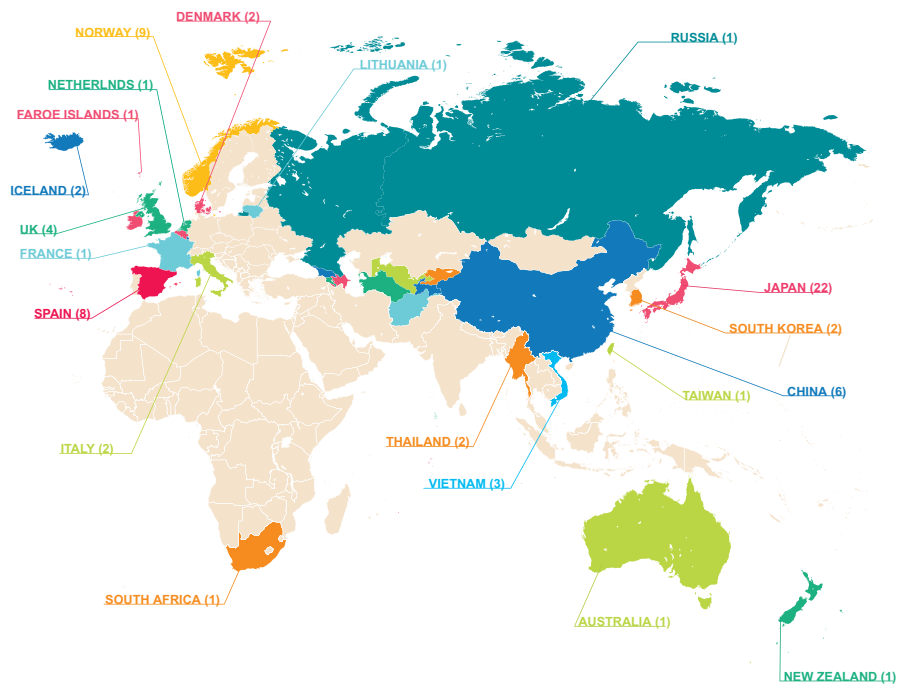 DENMARK (2)
NORWAY (9)
RUSSIA (1)
LITHUANIA (1)
NETHERLNDS (1)
FAROE ISLANDS (1)
ICELAND (2)
UK (4)
FRANCE (1)
JAPAN (22)
SPAIN (8)
SOUTH KOREA (2)
CHINA (6)
TAIWAN (1)
THAILAND (2)
ITALY (2)
VIETNAM (3)
SOUTH AFRICA (1)
AUSTRALIA (1)
NEW ZEALAND (1)